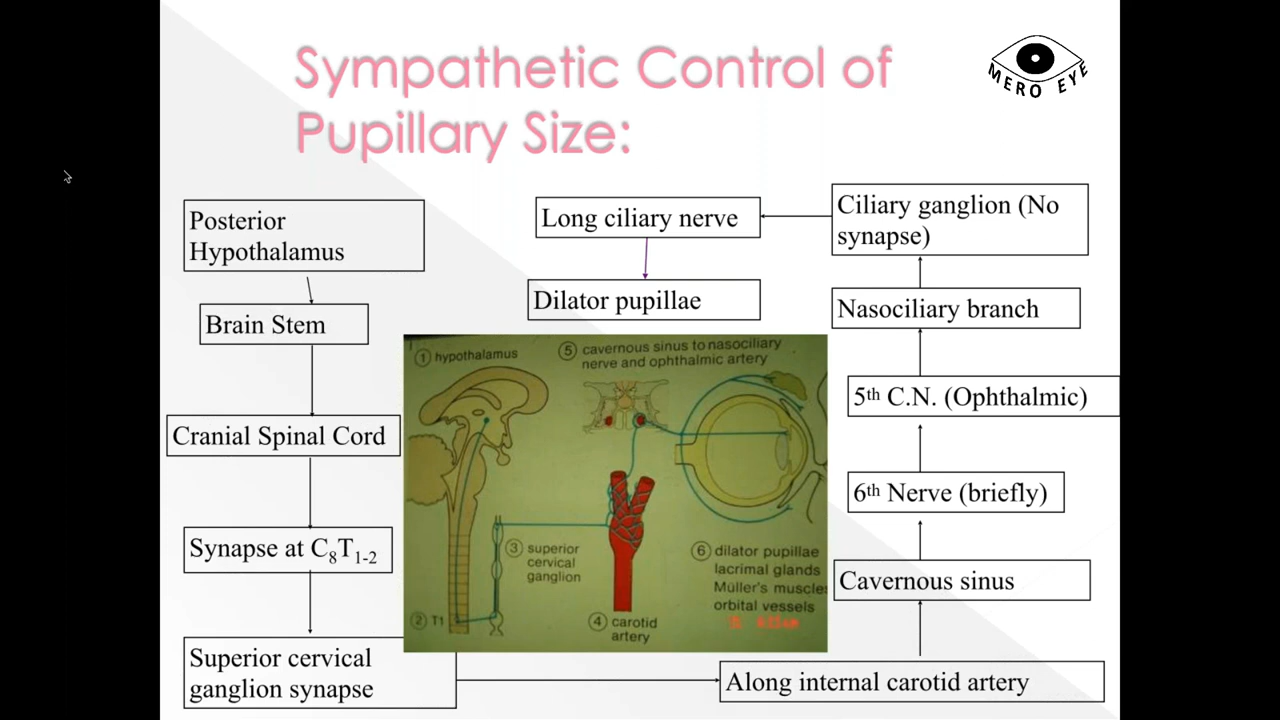 Sympathetic Control of
Pupillary Size:
MERO EYE
Posterior
Hypothalamus
Brain Stem
Cranial Spinal Cord
Synapse at C8T1-2
Superior cervical
ganglion synapse
Along internal carotid artery
Cavernous sinus
6th Nerve (briefly)
5th C.N. (Ophthalmic)
Nasociliary branch
Ciliary ganglion (No
synapse)
Long ciliary nerve
Dilator pupillae
1 hypothalamus
2 T1
3 superior
cervical
ganglion
4 carotid
artery
5 cavernous sinus to nasociliary
nerve and ophthalmic artery
6 dilator pupillae
lacrimal glands
Müller's muscles
orbital vessels